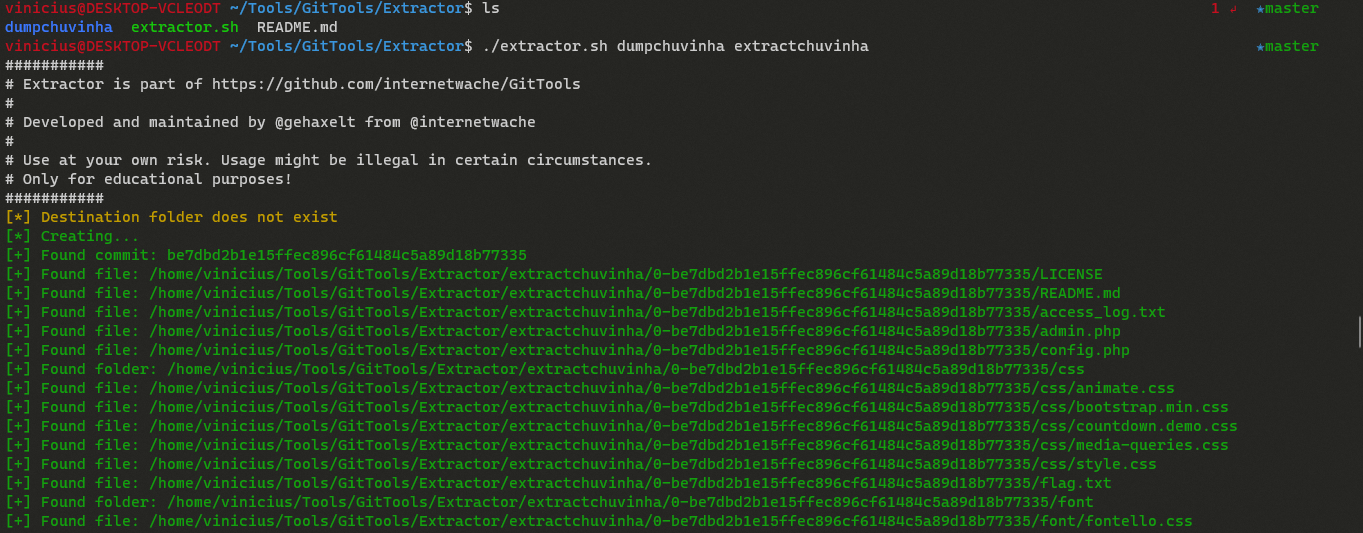 vinicius@DESKTOP-VCLEODT ~/Tools/GitTools/Extractor$ ls 1 ↲ ★master
dumpchuvinha extractor.sh README.md
vinicius@DESKTOP-VCLEODT ~/Tools/GitTools/Extractor$ ./extractor.sh dumpchuvinha extractchuvinha ★master
###########
# Extractor is part of https://github.com/internetwache/GitTools
#
# Developed and maintained by @gehaxelt from @internetwache
#
# Use at your own risk. Usage might be illegal in certain circumstances.
# Only for educational purposes!
###########
[*] Destination folder does not exist
[*] Creating...
[+] Found commit: be7dbd2b1e15ffec896cf61484c5a89d18b77335
[+] Found file: /home/vinicius/Tools/GitTools/Extractor/extractchuvinha/0-be7dbd2b1e15ffec896cf61484c5a89d18b77335/LICENSE
[+] Found file: /home/vinicius/Tools/GitTools/Extractor/extractchuvinha/0-be7dbd2b1e15ffec896cf61484c5a89d18b77335/README.md
[+] Found file: /home/vinicius/Tools/GitTools/Extractor/extractchuvinha/0-be7dbd2b1e15ffec896cf61484c5a89d18b77335/access_log.txt
[+] Found file: /home/vinicius/Tools/GitTools/Extractor/extractchuvinha/0-be7dbd2b1e15ffec896cf61484c5a89d18b77335/admin.php
[+] Found file: /home/vinicius/Tools/GitTools/Extractor/extractchuvinha/0-be7dbd2b1e15ffec896cf61484c5a89d18b77335/config.php
[+] Found folder: /home/vinicius/Tools/GitTools/Extractor/extractchuvinha/0-be7dbd2b1e15ffec896cf61484c5a89d18b77335/css
[+] Found file: /home/vinicius/Tools/GitTools/Extractor/extractchuvinha/0-be7dbd2b1e15ffec896cf61484c5a89d18b77335/css/animate.css
[+] Found file: /home/vinicius/Tools/GitTools/Extractor/extractchuvinha/0-be7dbd2b1e15ffec896cf61484c5a89d18b77335/css/bootstrap.min.css
[+] Found file: /home/vinicius/Tools/GitTools/Extractor/extractchuvinha/0-be7dbd2b1e15ffec896cf61484c5a89d18b77335/css/countdown.demo.css
[+] Found file: /home/vinicius/Tools/GitTools/Extractor/extractchuvinha/0-be7dbd2b1e15ffec896cf61484c5a89d18b77335/css/media-queries.css
[+] Found file: /home/vinicius/Tools/GitTools/Extractor/extractchuvinha/0-be7dbd2b1e15ffec896cf61484c5a89d18b77335/css/style.css
[+] Found file: /home/vinicius/Tools/GitTools/Extractor/extractchuvinha/0-be7dbd2b1e15ffec896cf61484c5a89d18b77335/flag.txt
[+] Found folder: /home/vinicius/Tools/GitTools/Extractor/extractchuvinha/0-be7dbd2b1e15ffec896cf61484c5a89d18b77335/font
[+] Found file: /home/vinicius/Tools/GitTools/Extractor/extractchuvinha/0-be7dbd2b1e15ffec896cf61484c5a89d18b77335/font/fontello.css